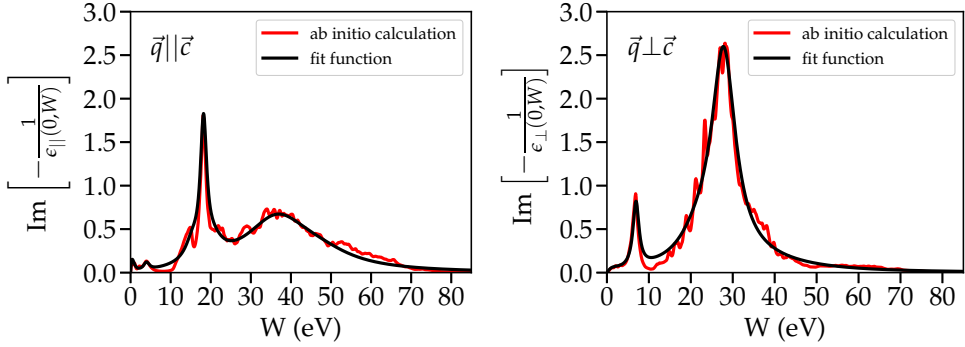 3.0
2.5
2.0
1.5
1.0
0.5
0.0
Im [ − 1 / ϵ||(0,W) ]
q⃗||c⃗
ab initio calculation
fit function
0 10 20 30 40 50 60 70 80
W (eV)
3.0
2.5
2.0
1.5
1.0
0.5
0.0
Im [ − 1 / ϵ⊥(0,W) ]
q⃗⊥c⃗
ab initio calculation
fit function
0 10 20 30 40 50 60 70 80
W (eV)